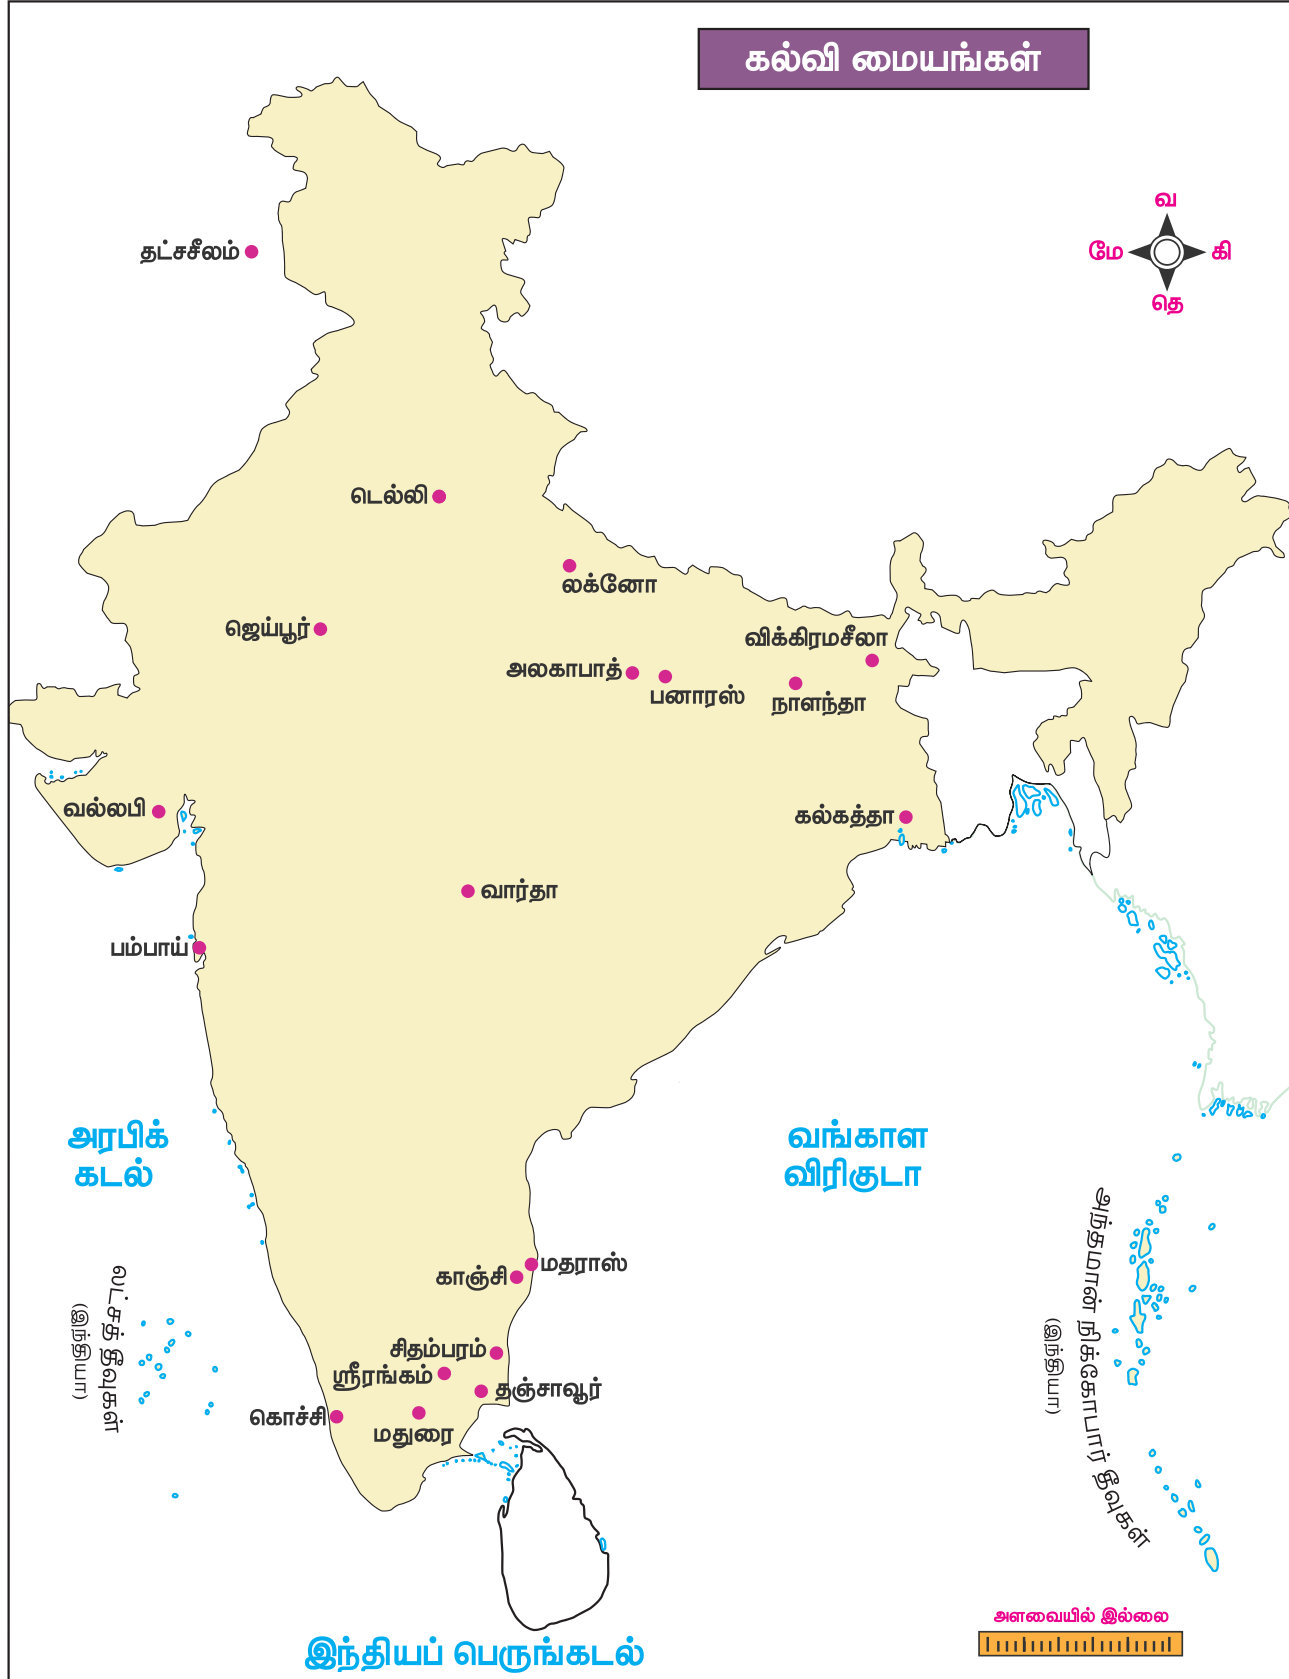 கல்வி மையங்கள்
வ
மே
கி
தெ
தட்சசீலம்
டெல்லி
லக்னோ
ஜெய்பூர்
விக்கிரமசீலா
அலகாபாத்
பனாரஸ்
நாளந்தா
வல்லபி
கல்கத்தா
வார்தா
பம்பாய்
அரபிக்
கடல்
வங்காள
விரிகுடா
மதராஸ்
காஞ்சி
சிதம்பரம்
ஸ்ரீரங்கம்
தஞ்சாவூர்
கொச்சி
மதுரை
லட்சத் தீவுகள்
(இந்தியா)
அந்தமான் நிக்கோபார் தீவுகள்
(இந்தியா)
அளவையில் இல்லை
இந்தியப் பெருங்கடல்